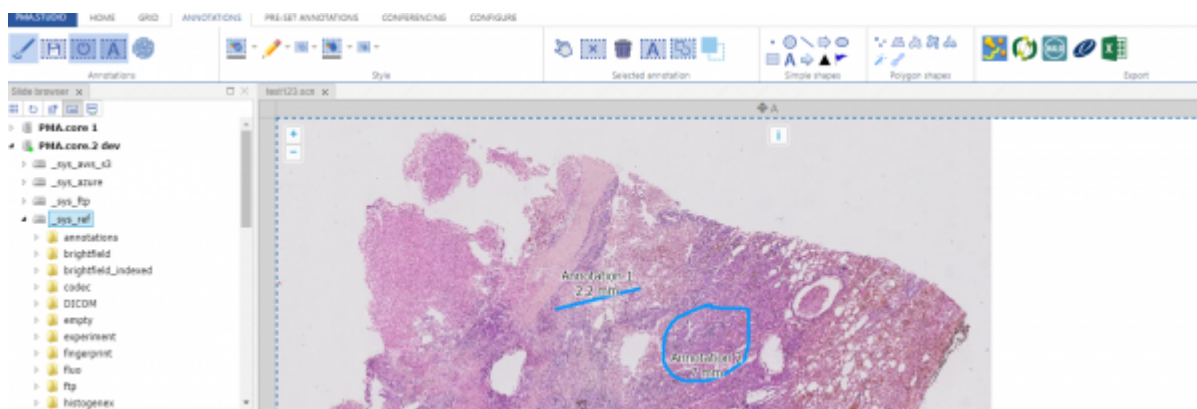 PMA.STUDIO HOME GRID ANNOTATIONS PRE-SET ANNOTATIONS CONFERENCING CONFIGURE
Annotations Style Selected annotation Simple shapes Polygon shapes Export
Slide browser x
test123.scn x
A
PMA.core 1
PMA.core.2 dev
_sys_aws_s3
_sys_azure
_sys_ftp
_sys_ref
annotations
brightfield
brightfield_indexed
codec
DICOM
empty
experiment
fingerprint
fluo
ftp
histogenex
Annotation 1
2.2 mm
Annotation
7 mm